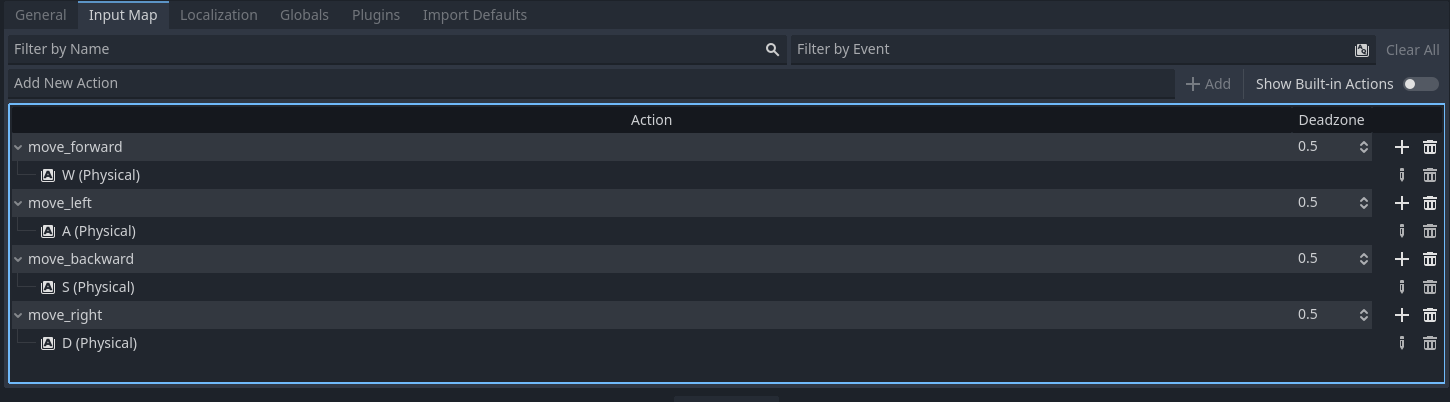 General Input Map Localization Globals Plugins Import Defaults
Filter by Name Filter by Event Clear All
Add New Action + Add Show Built-in Actions
Action Deadzone
move_forward 0.5
W (Physical)
move_left 0.5
A (Physical)
move_backward 0.5
S (Physical)
move_right 0.5
D (Physical)